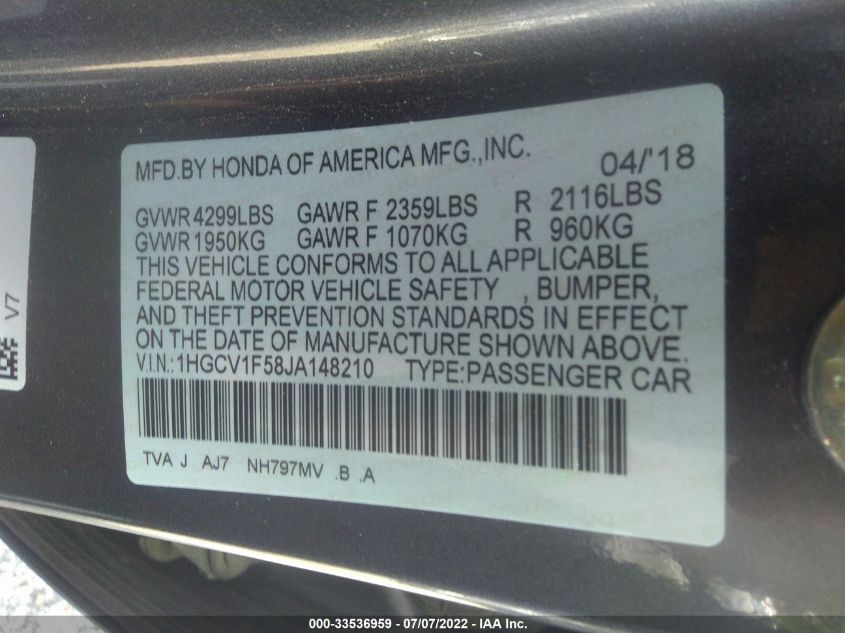 MFD.BY HONDA OF AMERICA MFG.,INC. 04/'18
GVWR 4299LBS GAWR F 2359LBS R 2116LBS
GVWR 1950KG GAWR F 1070KG R 960KG
THIS VEHICLE CONFORMS TO ALL APPLICABLE
FEDERAL MOTOR VEHICLE SAFETY , BUMPER,
AND THEFT PREVENTION STANDARDS IN EFFECT
ON THE DATE OF MANUFACTURE SHOWN ABOVE.
V.I.N.: 1HGCV1F58JA148210 TYPE:PASSENGER CAR
TVA J AJ7 NH797MV .B .A
V7
000-33536959 - 07/07/2022 - IAA Inc.